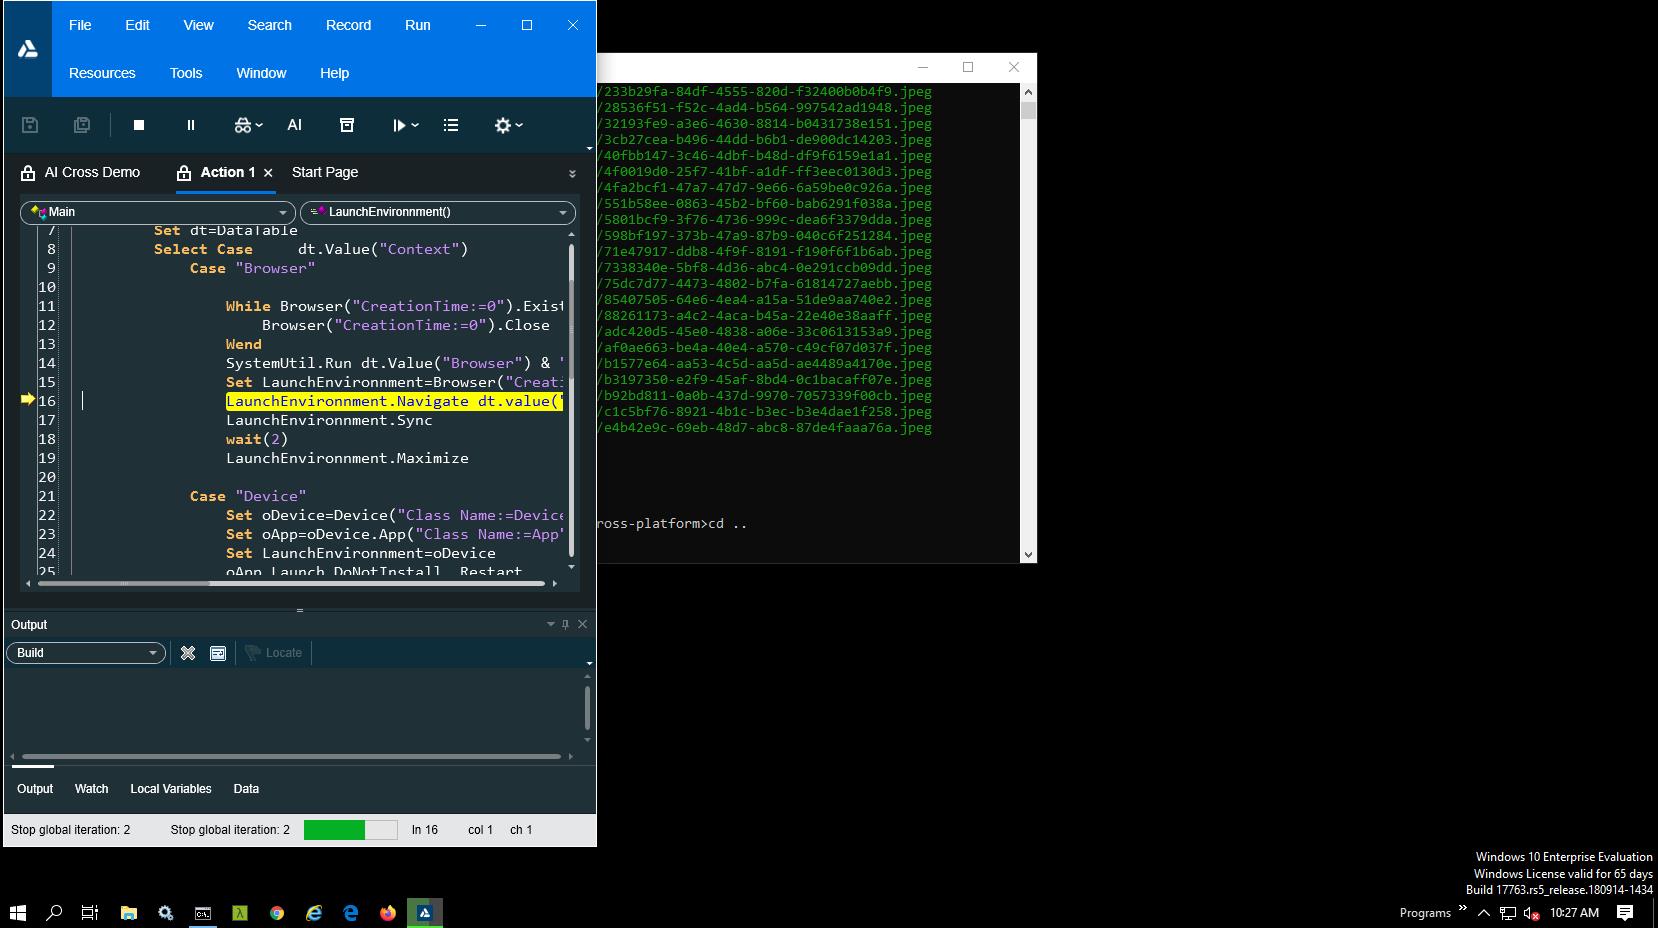 File Edit View Search Record Run
Resources Tools Window Help
AI
AI Cross Demo Action 1 Start Page
Main LaunchEnvironnment()
7 Set dt=DataTable
8 Select Case dt.Value("Context")
9 Case "Browser"
10
11 While Browser("CreationTime:=0").Exist
12 Browser("CreationTime:=0").Close
13 Wend
14 SystemUtil.Run dt.Value("Browser") & "
15 Set LaunchEnvironnment=Browser("Creati
16 LaunchEnvironnment.Navigate dt.value("
17 LaunchEnvironnment.Sync
18 wait(2)
19 LaunchEnvironnment.Maximize
20
21 Case "Device"
22 Set oDevice=Device("Class Name:=Device
23 Set oApp=oDevice.App("Class Name:=App"
24 Set LaunchEnvironnment=oDevice
25 oApp.Launch DoNotInstall, Restart
Output
Build Locate
Output Watch Local Variables Data
Stop global iteration: 2 Stop global iteration: 2 ln 16 col 1 ch 1
/233b29fa-84df-4555-820d-f32400b0b4f9.jpeg
/28536f51-f52c-4ad4-b564-997542ad1948.jpeg
/32193fe9-a3e6-4630-8814-b0431738e151.jpeg
/3cb27cea-b496-44dd-b6b1-de900dc14203.jpeg
/40fbb147-3c46-4dbf-b48d-df9f6159e1a1.jpeg
/4f0019d0-25f7-41bf-a1df-ff3eec0130d3.jpeg
/4fa2bcf1-47a7-47d7-9e66-6a59be0c926a.jpeg
/551b58ee-0863-45b2-bf60-bab6291f038a.jpeg
/5801bcf9-3f76-4736-999c-dea6f3379dda.jpeg
/598bf197-373b-47a9-87b9-040c6f251284.jpeg
/71e47917-ddb8-4f9f-8191-f190f6f1b6ab.jpeg
/7338340e-5bf8-4d36-abc4-0e291ccb09dd.jpeg
/75dc7d77-4473-4802-b7fa-61814727aebb.jpeg
/85407505-64e6-4ea4-a15a-51de9aa740e2.jpeg
/88261173-a4c2-4aca-b45a-22e40e38aaff.jpeg
/adc420d5-45e0-4838-a06e-33c0613153a9.jpeg
/af0ae663-be4a-40e4-a570-c49cf07d037f.jpeg
/b1577e64-aa53-4c5d-aa5d-ae4489a4170e.jpeg
/b3197350-e2f9-45af-8bd4-0c1bacaff07e.jpeg
/b92bd811-0a0b-437d-9970-7057339f00cb.jpeg
/c1c5bf76-8921-4b1c-b3ec-b3e4dae1f258.jpeg
/e4b42e9c-69eb-48d7-abc8-87de4faaa76a.jpeg
ross-platform>cd ..
Windows 10 Enterprise Evaluation
Windows License valid for 65 days
Build 17763.rs5_release.180914-1434
Programs 10:27 AM